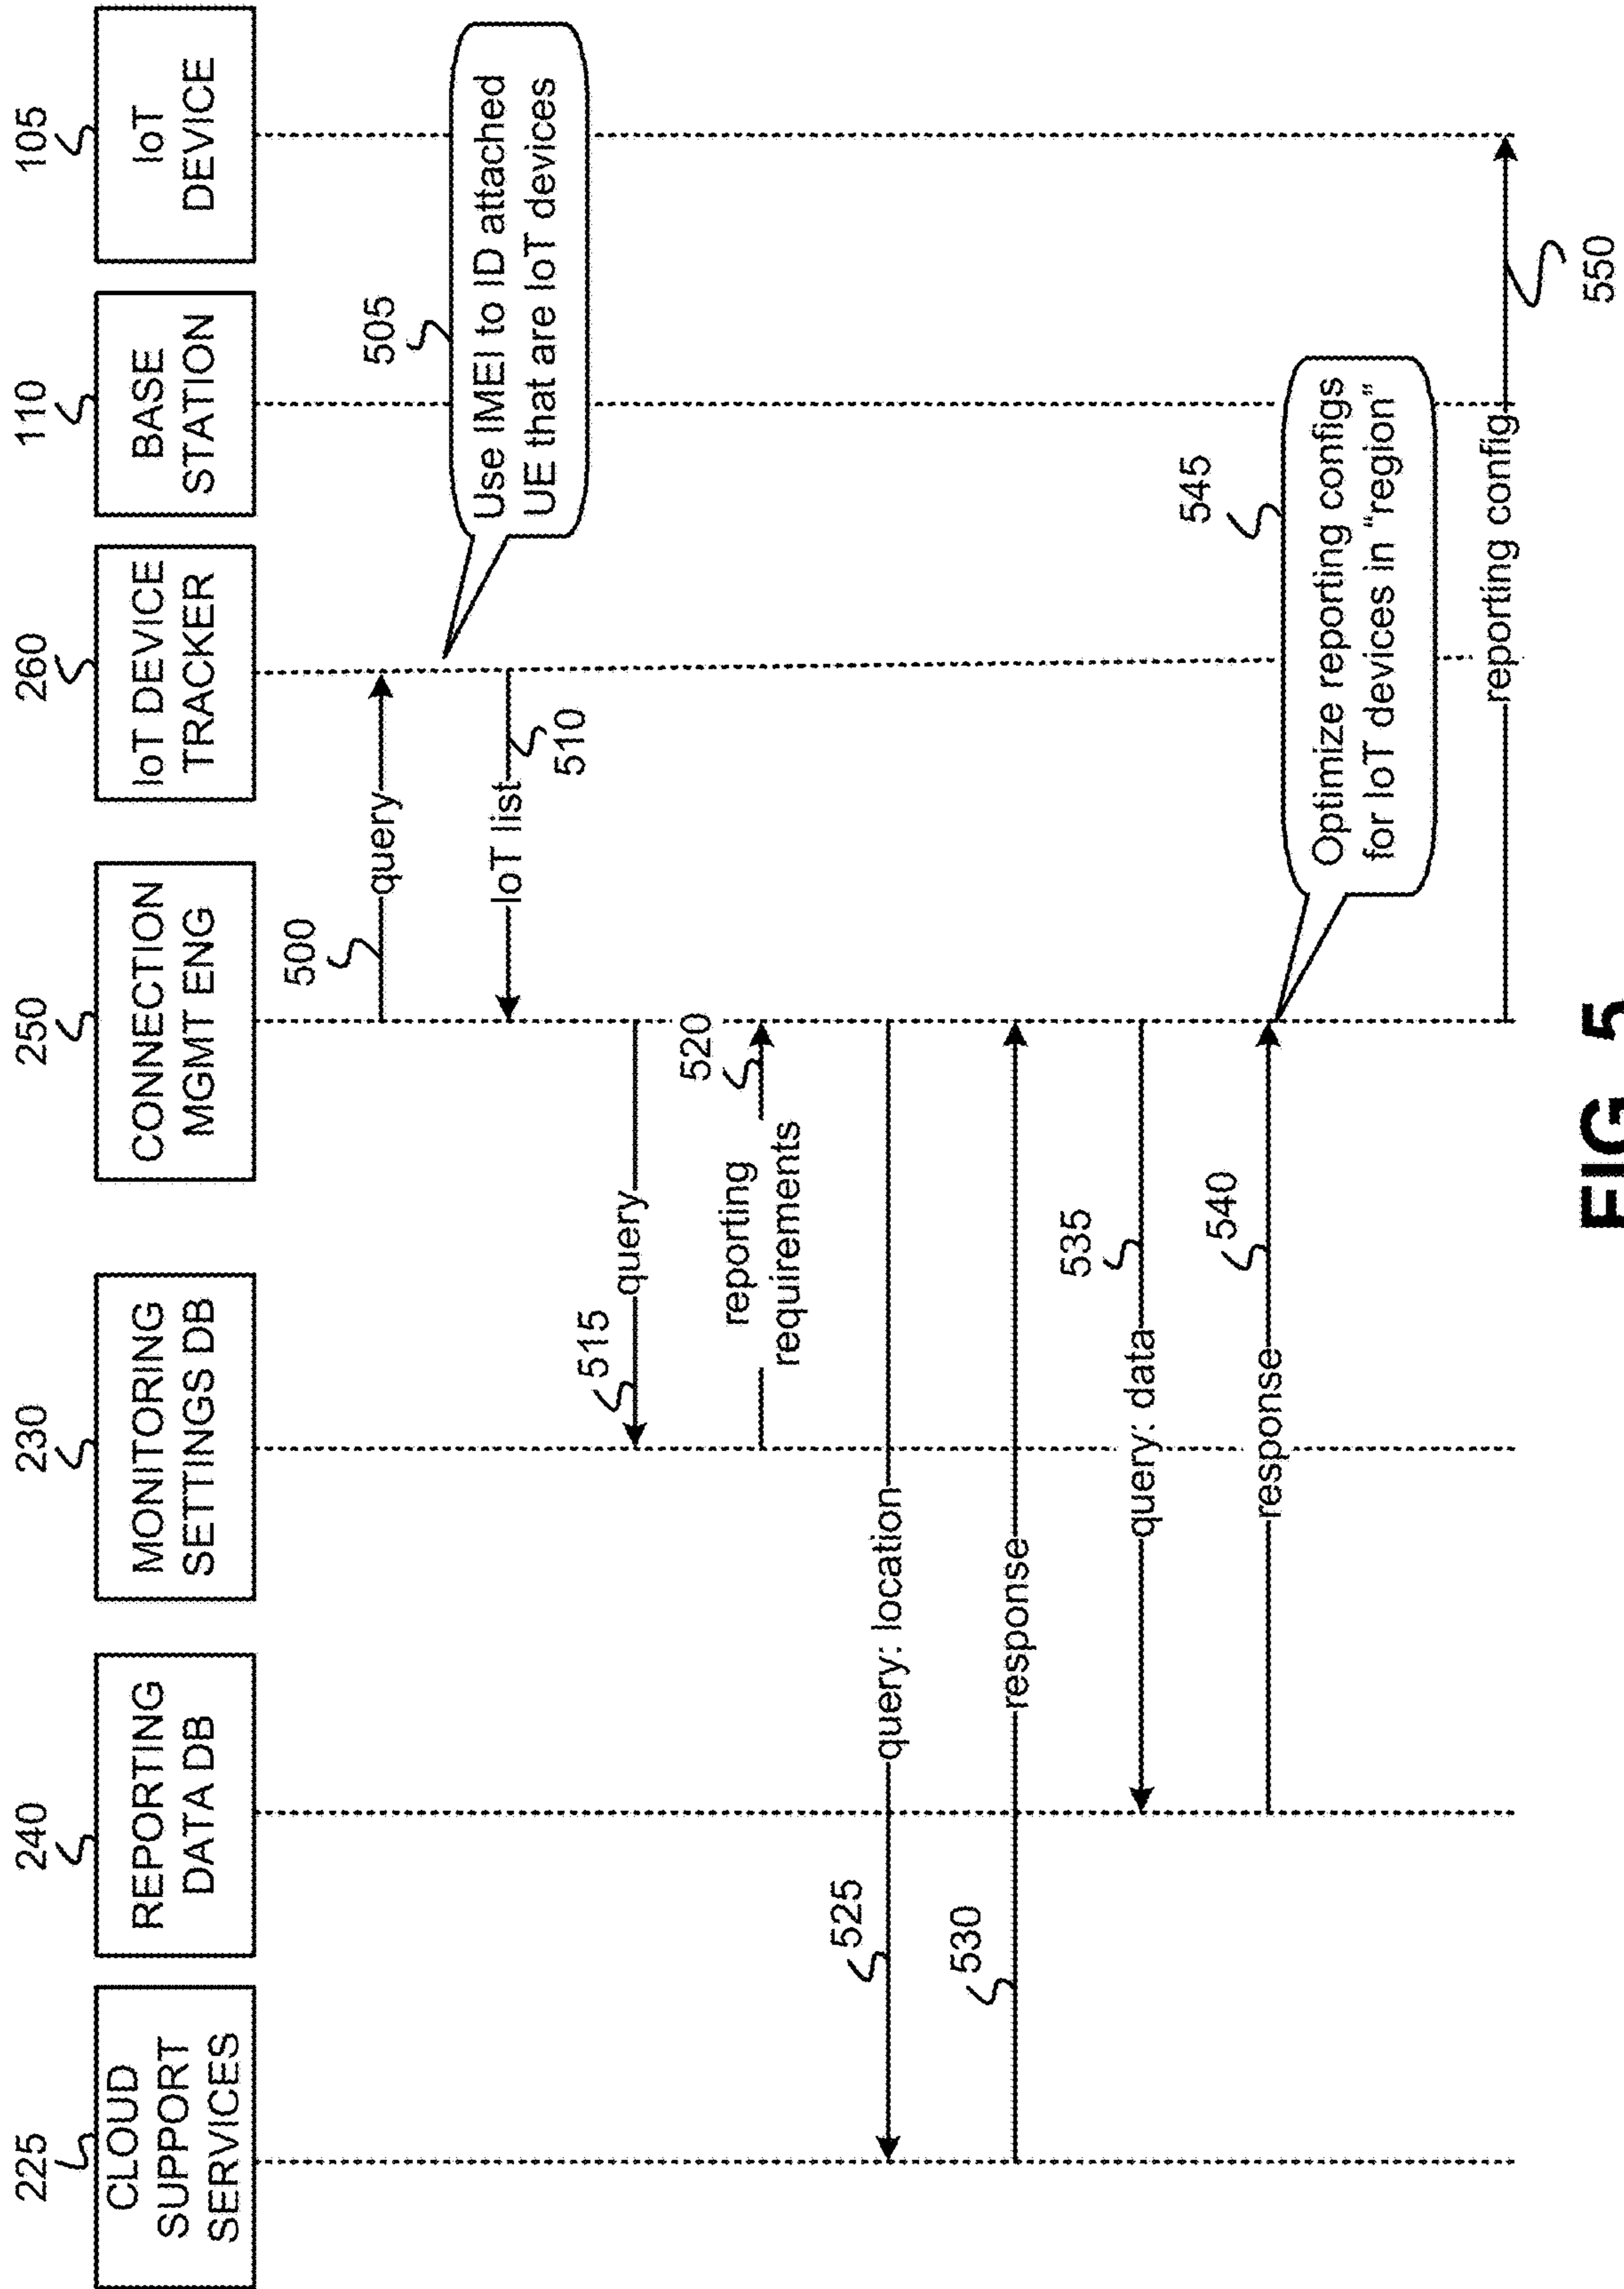 225
240
230
250
260
110
105
CLOUD
SUPPORT
SERVICES
REPORTING
DATA DB
MONITORING
SETTINGS DB
CONNECTION
MGMT ENG
IoT DEVICE
TRACKER
BASE
STATION
IoT
DEVICE
500
query
505
Use IMEI to ID attached
UE that are IoT devices
IoT list
510
515
query
520
reporting
requirements
525
query: location
530
response
535
query: data
540
response
545
Optimize reporting configs
for IoT devices in “region”
reporting config
550
FIG. 5